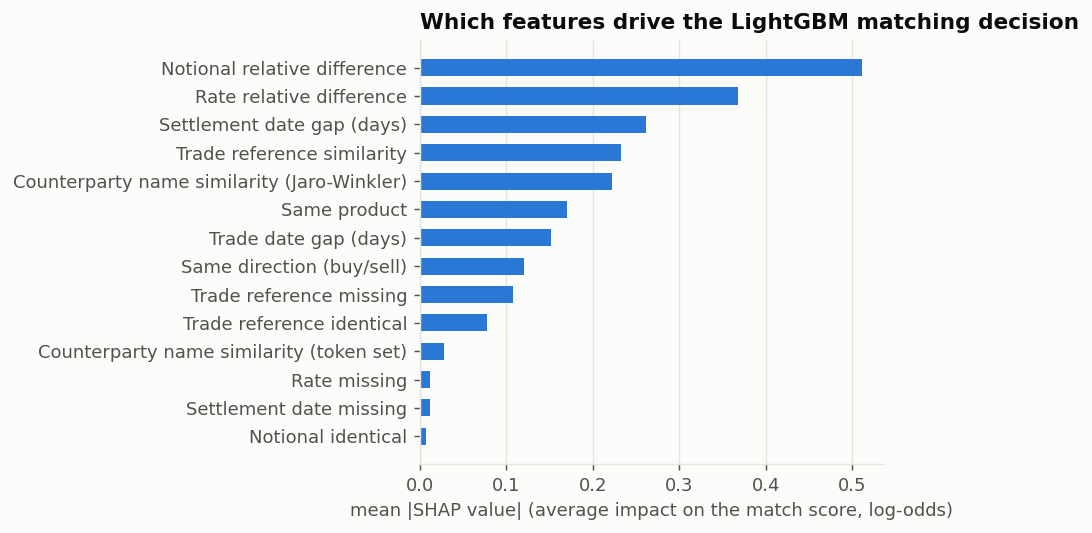 Which features drive the LightGBM matching decision
Notional relative difference
Rate relative difference
Settlement date gap (days)
Trade reference similarity
Counterparty name similarity (Jaro-Winkler)
Same product
Trade date gap (days)
Same direction (buy/sell)
Trade reference missing
Trade reference identical
Counterparty name similarity (token set)
Rate missing
Settlement date missing
Notional identical
0.0 0.1 0.2 0.3 0.4 0.5
mean |SHAP value| (average impact on the match score, log-odds)